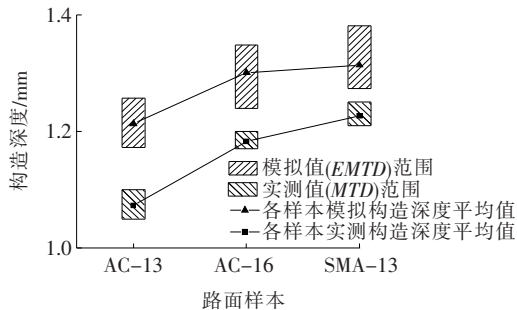 构造深度/mm
1.4
1.2
1.0
模拟值(EMTD)范围
实测值(MTD)范围
各样本模拟构造深度平均值
各样本实测构造深度平均值
AC-13 AC-16 SMA-13
路面样本